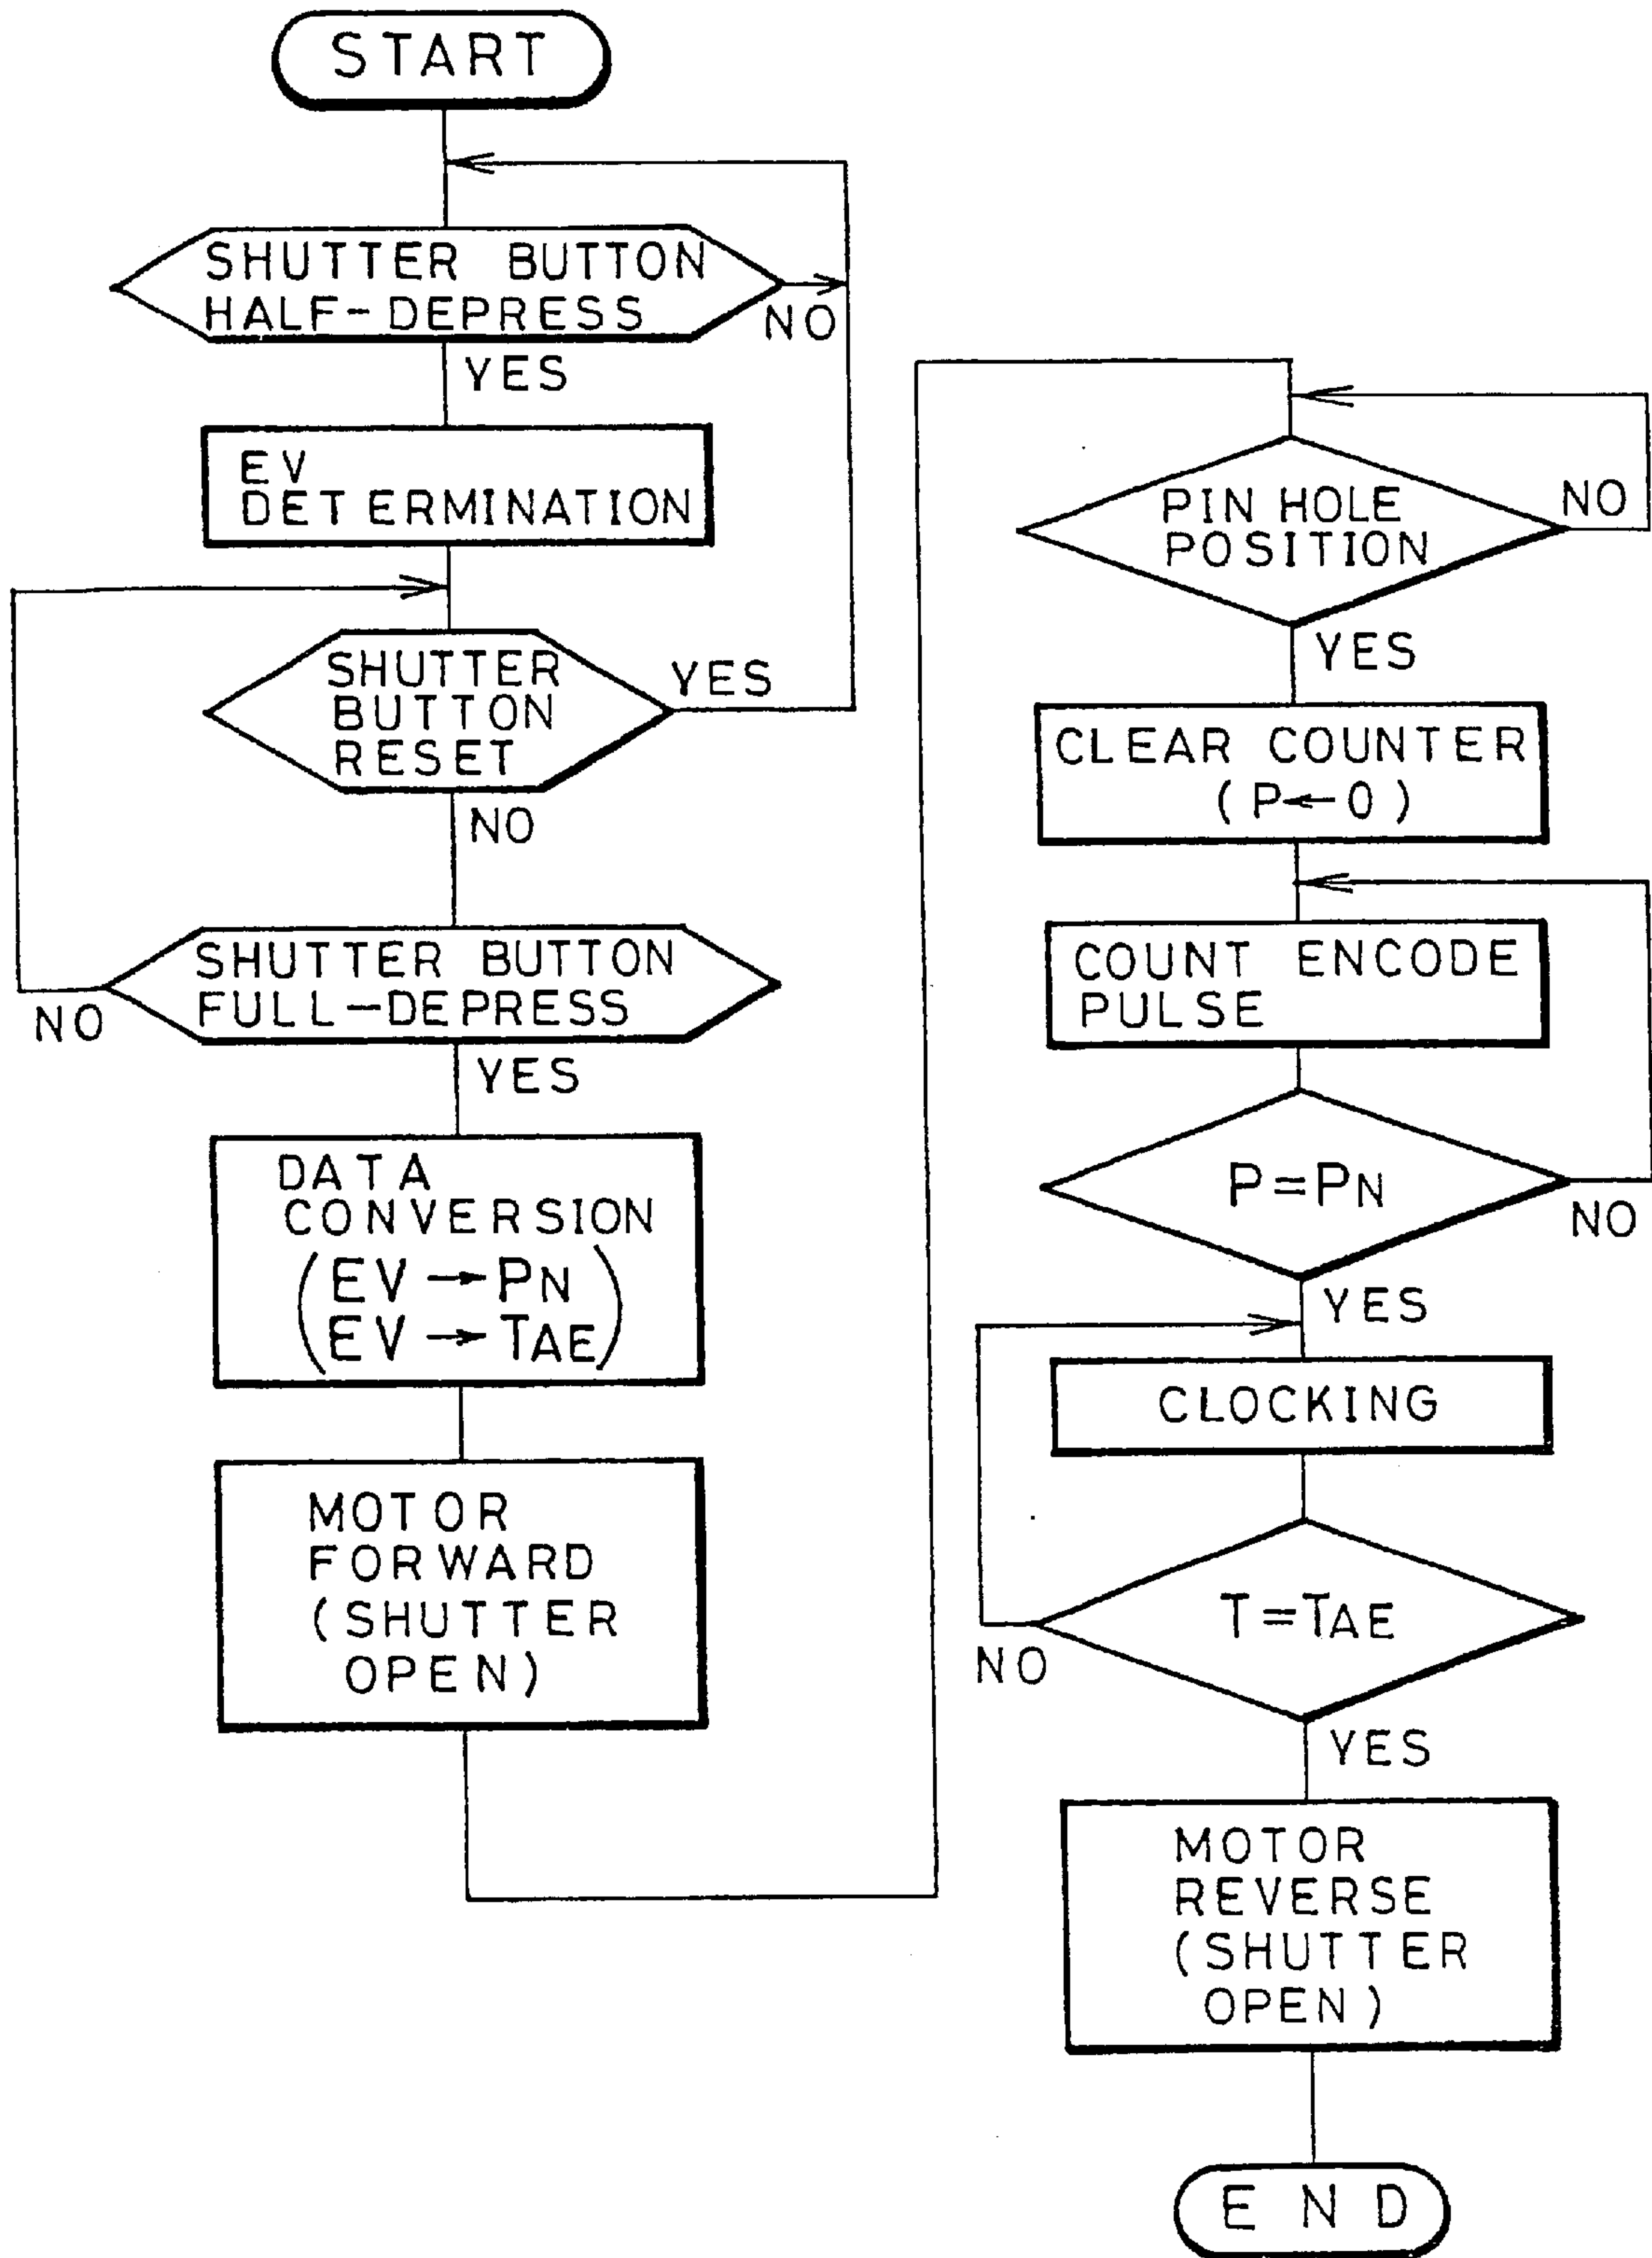 START
SHUTTER BUTTON
HALF-DEPRESS
NO
YES
EV
DETERMINATION
SHUTTER
BUTTON
RESET
YES
NO
SHUTTER BUTTON
FULL-DEPRESS
NO
YES
DATA
CONVERSION
(EV → PN
EV → TAE)
MOTOR
FORWARD
(SHUTTER
OPEN)
PIN HOLE
POSITION
NO
YES
CLEAR COUNTER
(P←0)
COUNT ENCODE
PULSE
P=PN
NO
YES
CLOCKING
T=TAE
NO
YES
MOTOR
REVERSE
(SHUTTER
OPEN)
END